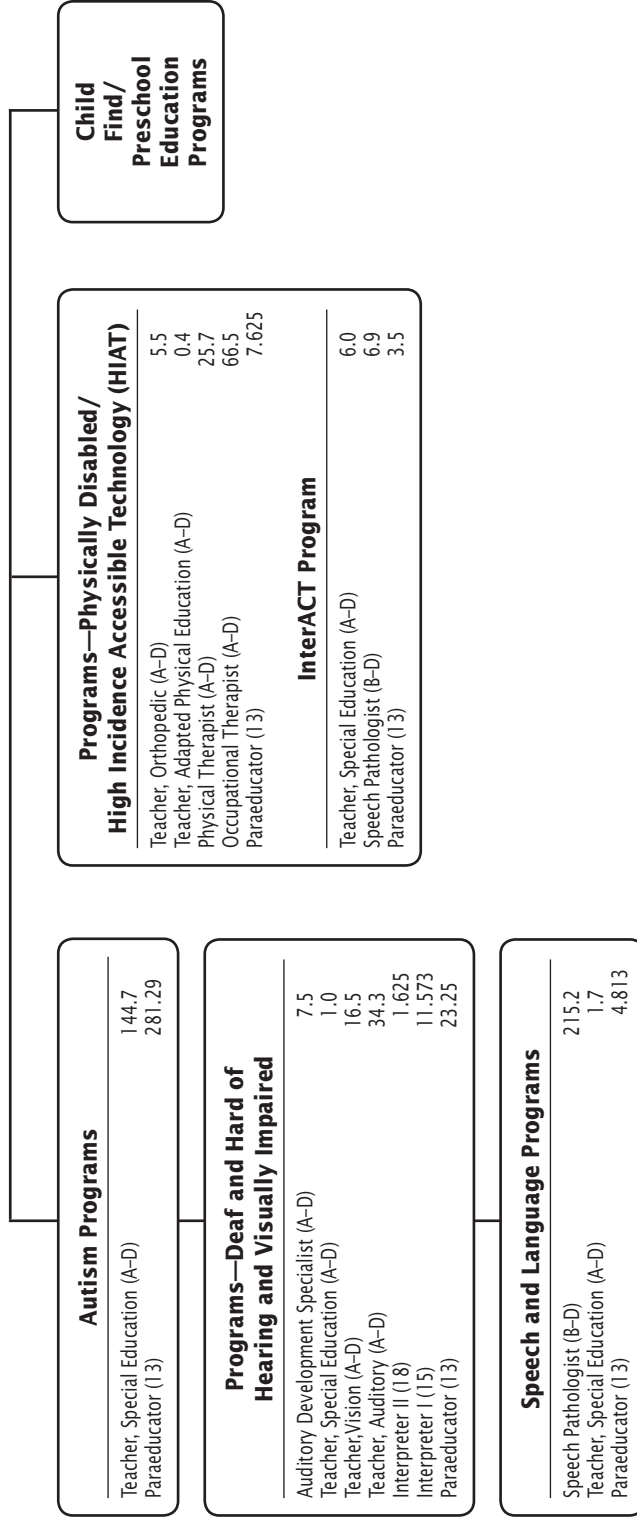 Autism Programs
Teacher, Special Education (A–D) 144.7
Paraeducator (13) 281.29
Programs—Deaf and Hard of
Hearing and Visually Impaired
Auditory Development Specialist (A–D) 7.5
Teacher, Special Education (A–D) 1.0
Teacher,Vision (A–D) 16.5
Teacher, Auditory (A–D) 34.3
Interpreter II (18) 1.625
Interpreter I (15) 11.573
Paraeducator (13) 23.25
Speech and Language Programs
Speech Pathologist (B–D) 215.2
Teacher, Special Education (A–D) 1.7
Paraeducator (13) 4.813
Programs—Physically Disabled/
High Incidence Accessible Technology (HIAT)
Teacher, Orthopedic (A–D) 5.5
Teacher, Adapted Physical Education (A–D) 0.4
Physical Therapist (A–D) 25.7
Occupational Therapist (A–D) 66.5
Paraeducator (13) 7.625
InterACT Program
Teacher, Special Education (A–D) 6.0
Speech Pathologist (B–D) 6.9
Paraeducator (13) 3.5
Child
Find/
Preschool
Education
Programs